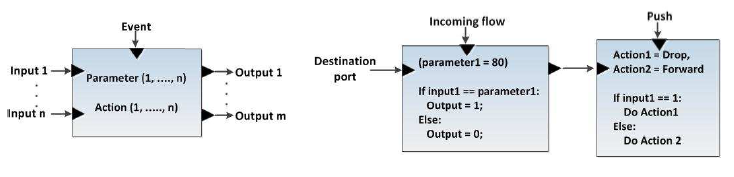 Event
Input 1
Parameter (1, ...., n)
Output 1
Action (1, ....., n)
Input n
Output m
Incoming flow
Destination
port
(parameter1 = 80)
If input1 == parameter1:
Output = 1;
Else:
Output = 0;
Push
Action1 = Drop,
Action2 = Forward
If input1 == 1:
Do Action1
Else:
Do Action 2